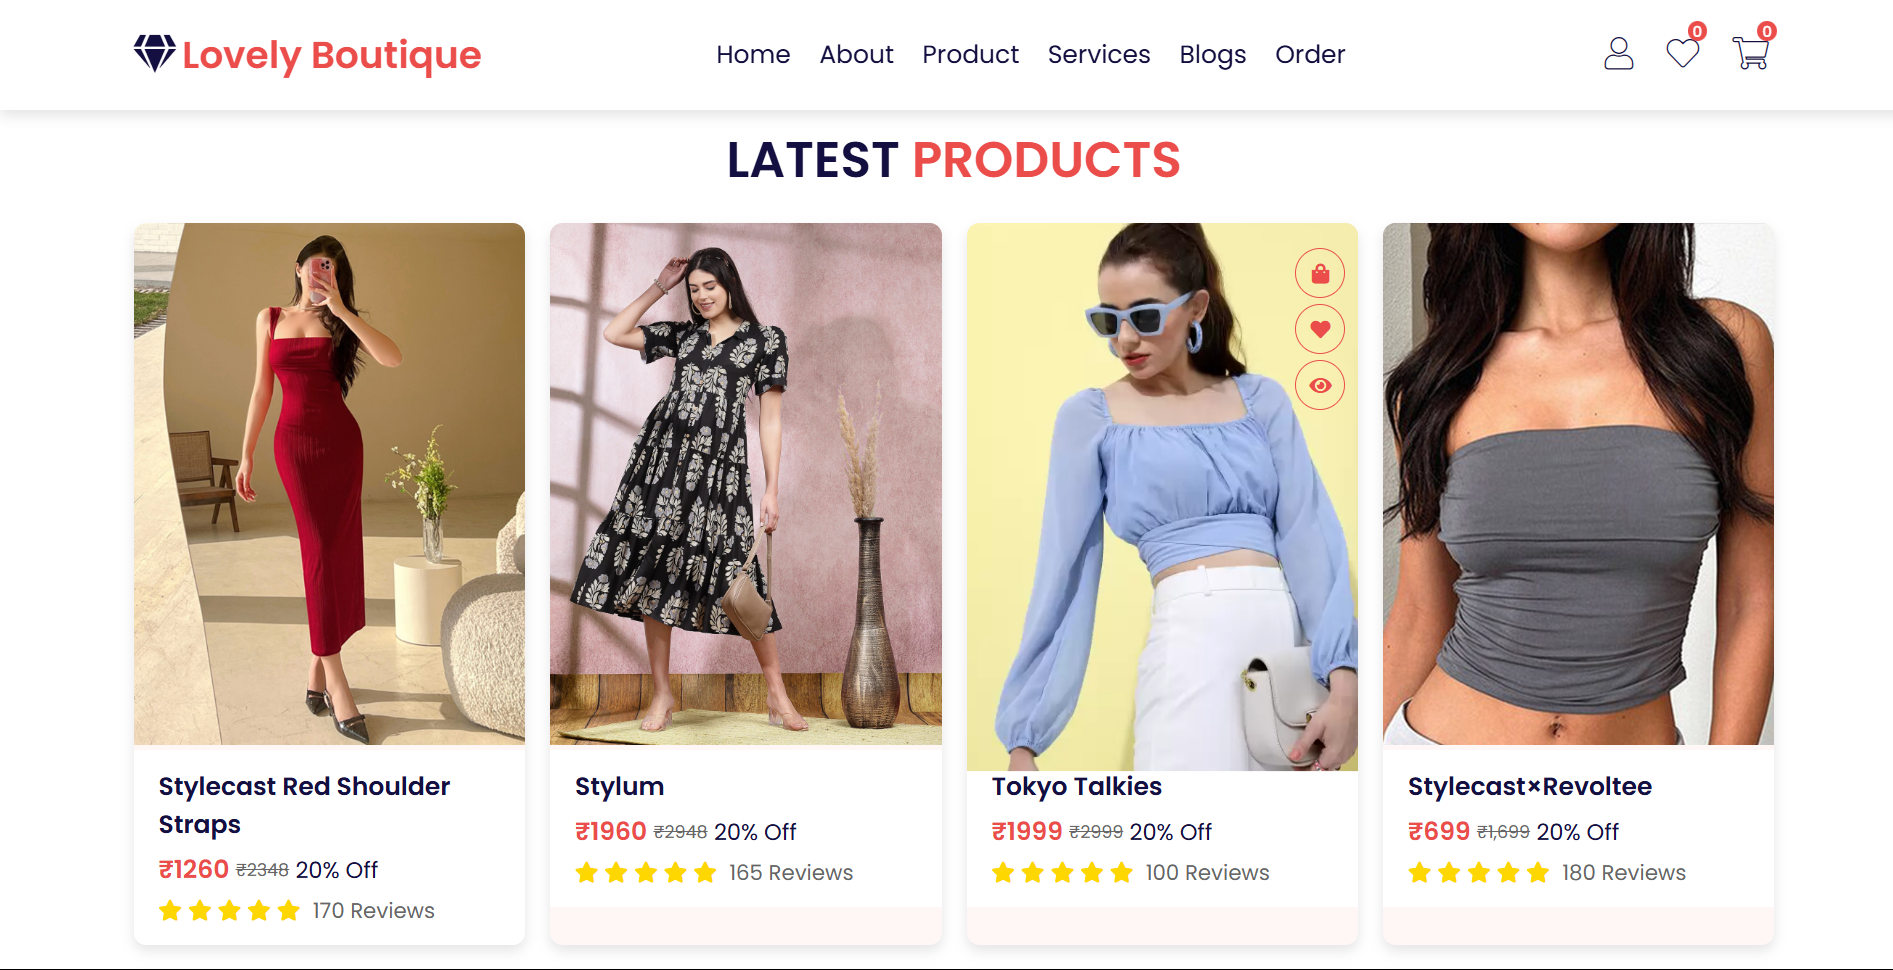 Lovely Boutique
Home About Product Services Blogs Order
0 0
LATEST PRODUCTS
Stylecast Red Shoulder
Straps
₹1260 ₹2348 20% Off
170 Reviews
Stylum
₹1960 ₹2948 20% Off
165 Reviews
Tokyo Talkies
₹1999 ₹2999 20% Off
100 Reviews
Stylecast×Revoltee
₹699 ₹1,699 20% Off
180 Reviews